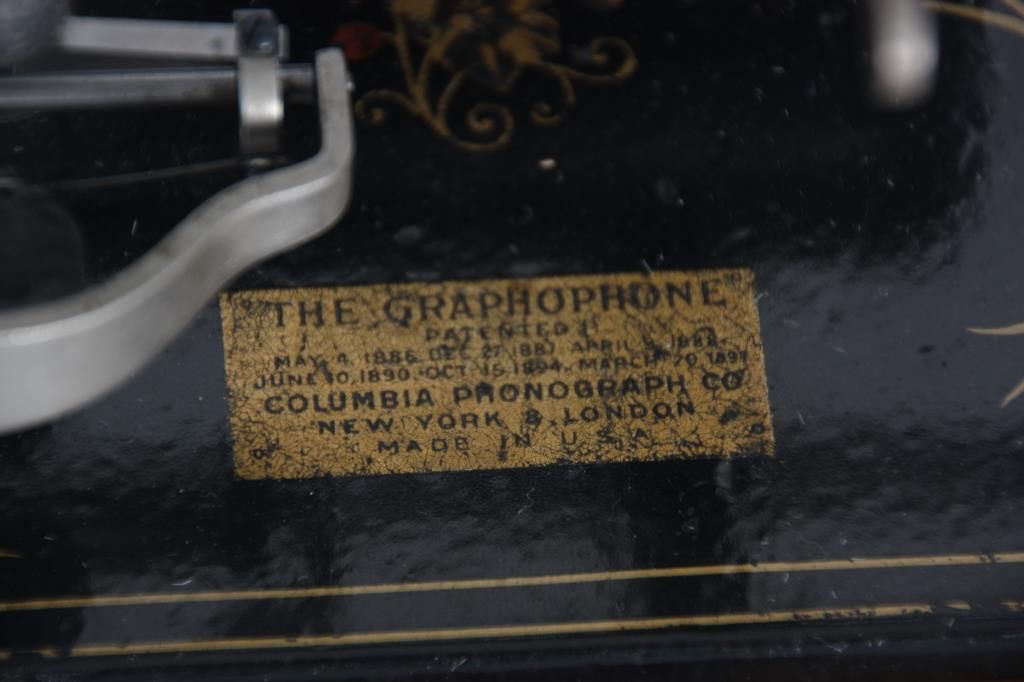 THE GRAPHOPHONE
PATENTED
MAY 4, 1886. DEC. 27, 1887 APRIL 1888.
JUNE 10, 1890. OCT. 15, 1894. MARCH 20, 1897
COLUMBIA PHONOGRAPH CO
NEW YORK & LONDON
MADE IN U.S.A.